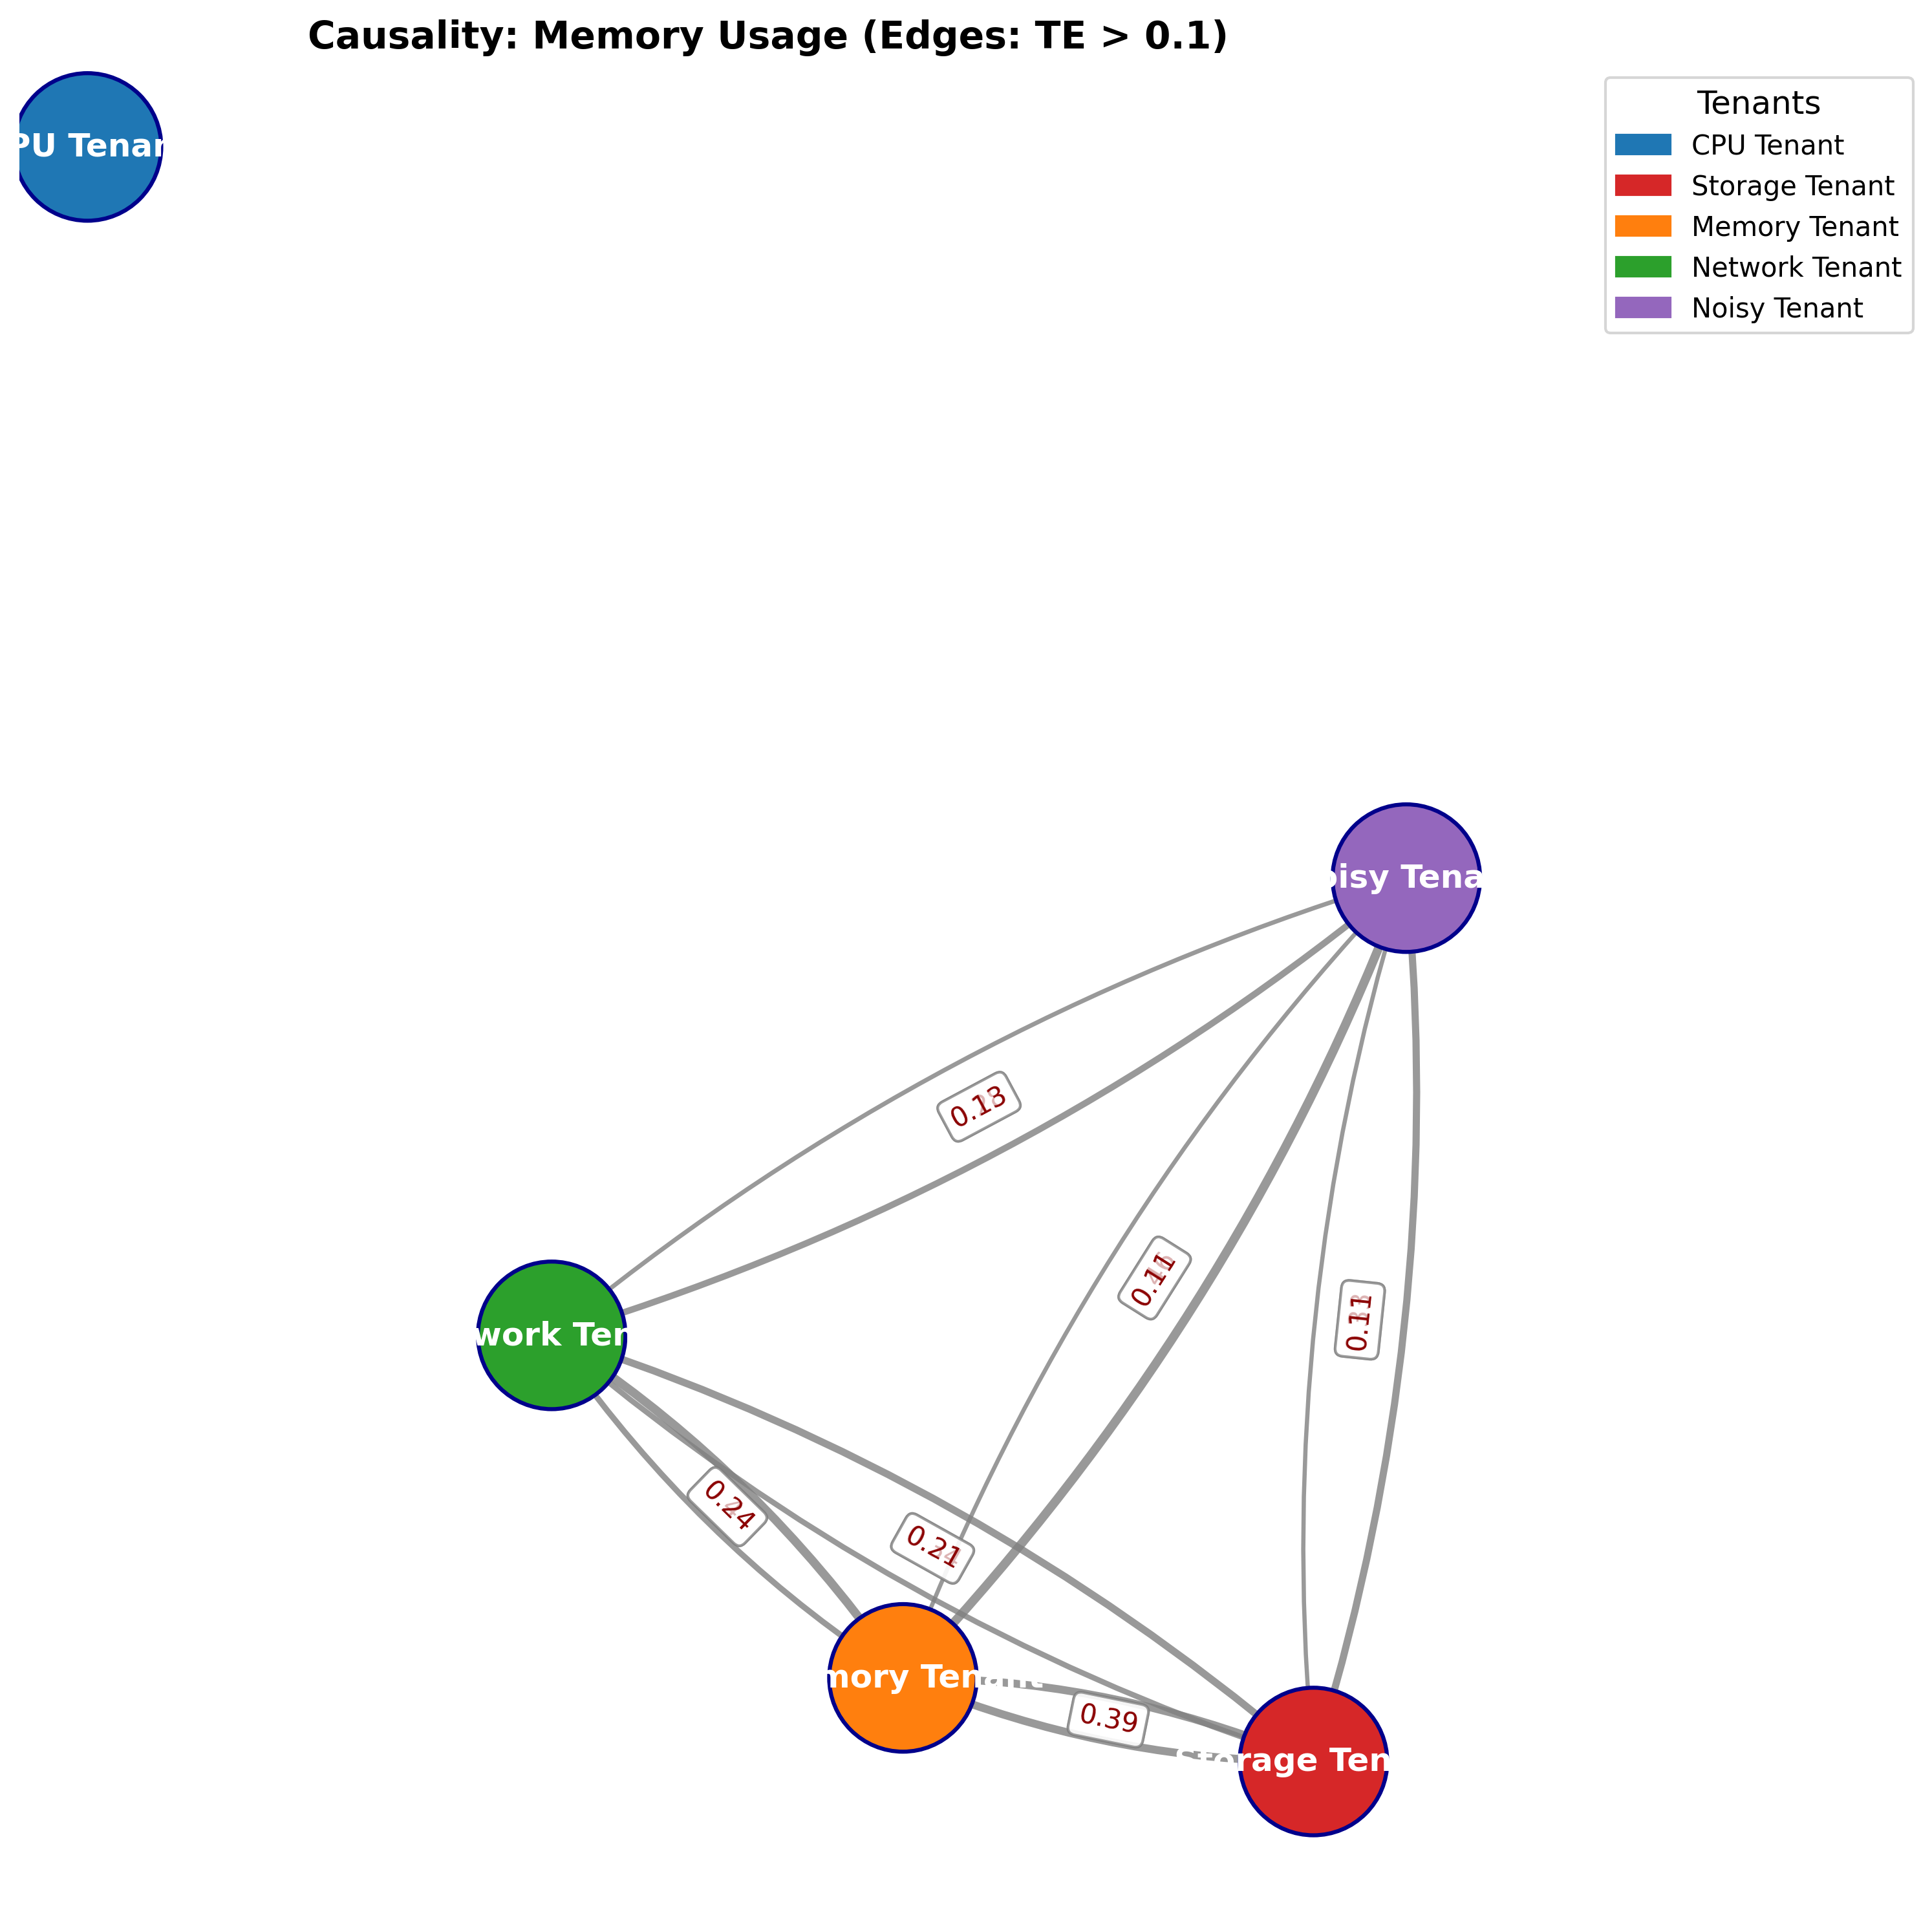 Causality: Memory Usage (Edges: TE > 0.1)
Tenants
CPU Tenant
Storage Tenant
Memory Tenant
Network Tenant
Noisy Tenant
PU Tenan
oisy Tena
0.13
0.11
0.11
work Ten
0.24
0.21
mory Tenant
0.39
Storage Ten